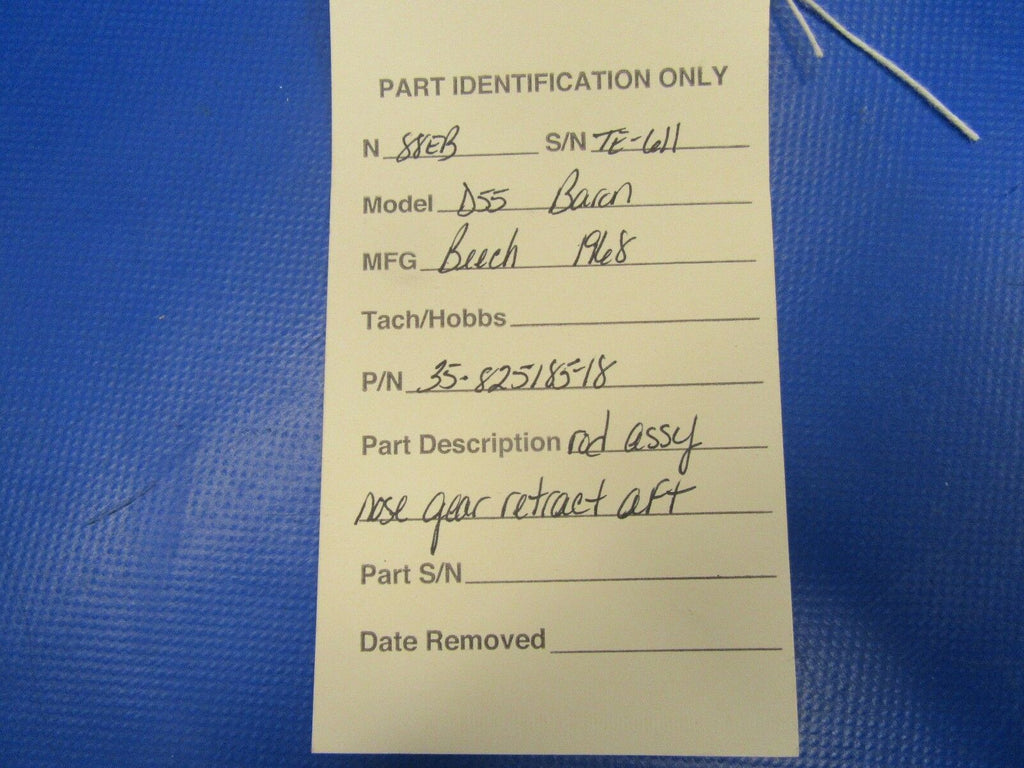 PART IDENTIFICATION ONLY
N 88EB S/N TE-611
Model D55 Baron
MFG Beech 1968
Tach/Hobbs
P/N 35-825185-18
Part Description rod assy
nose gear retract aft
Part S/N
Date Removed